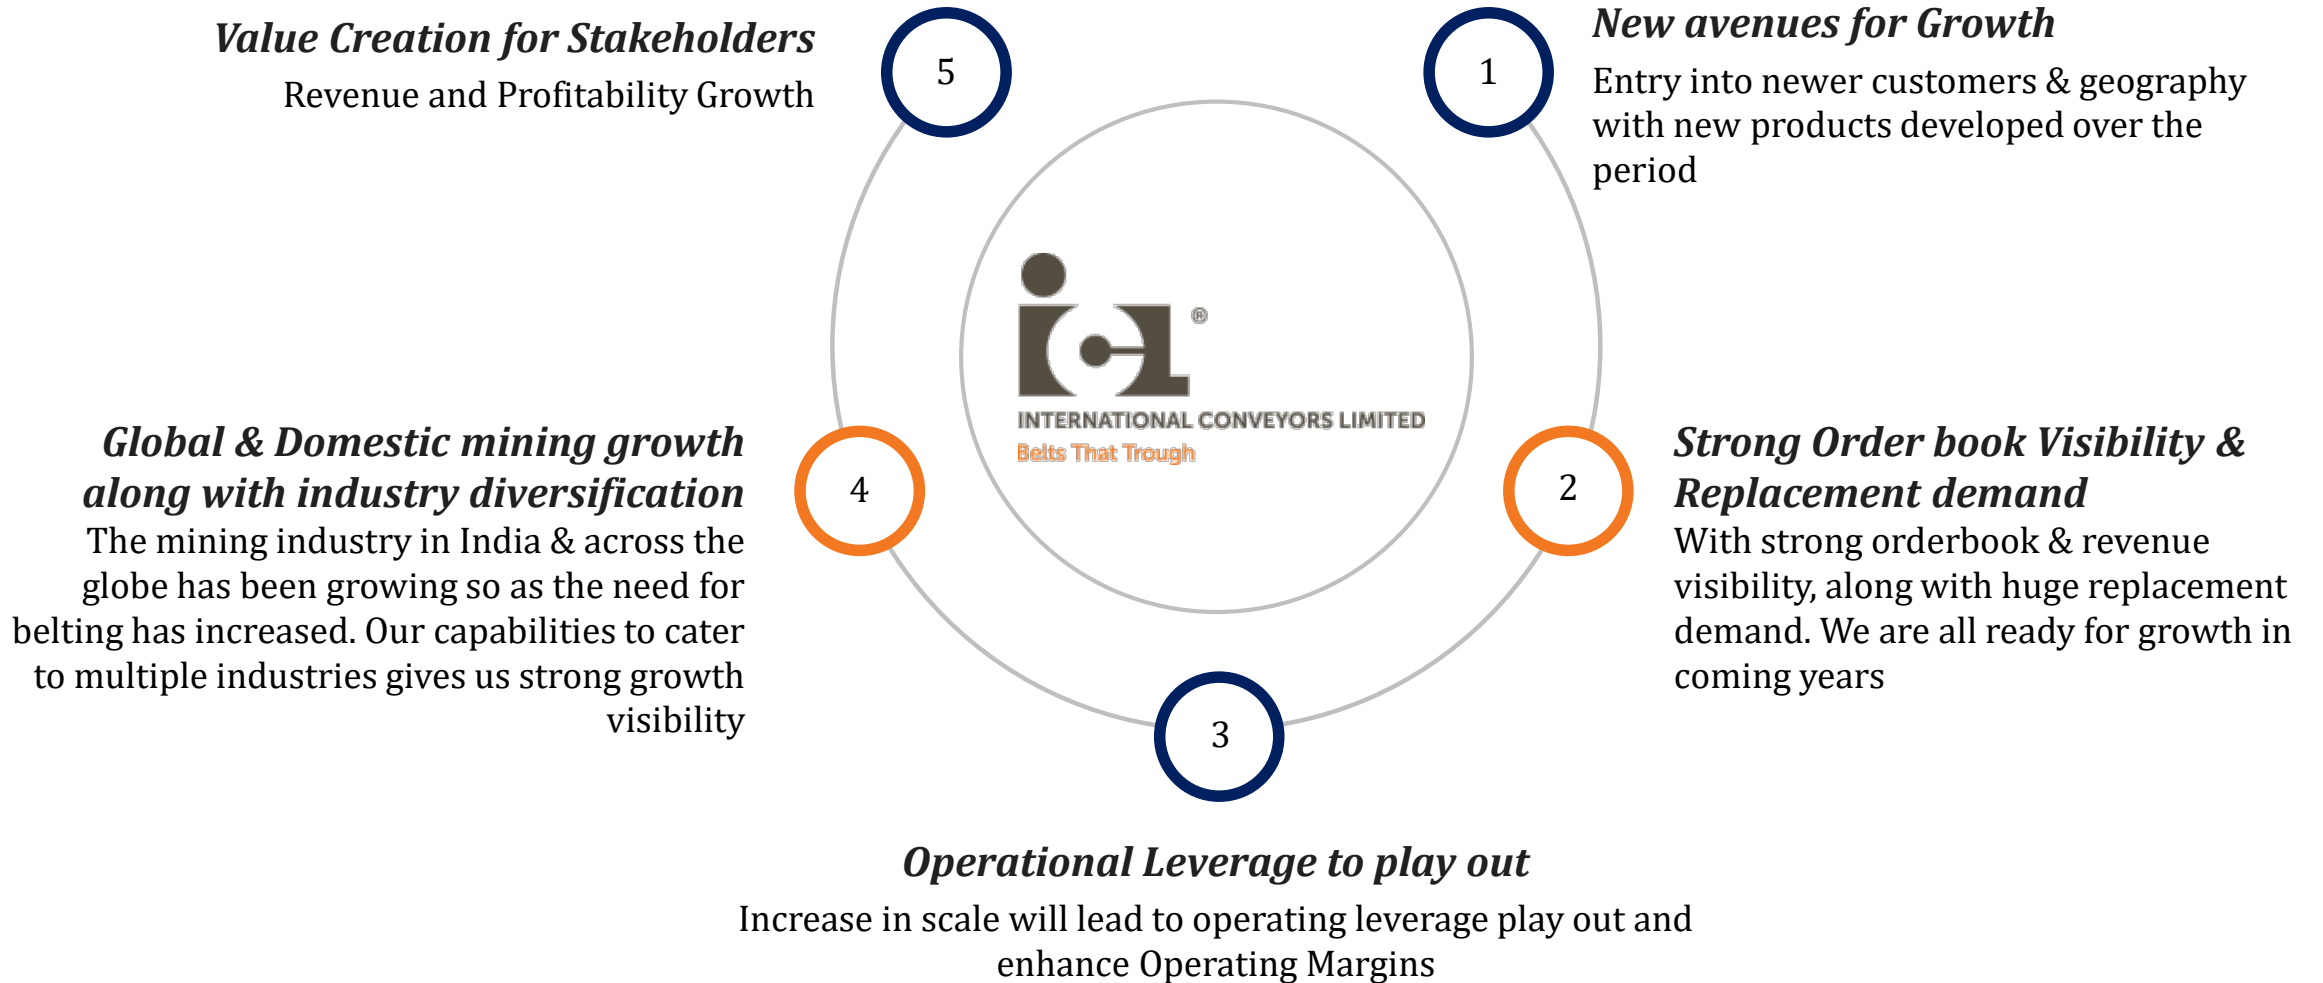 New avenues for Growth
1
Entry into newer customers & geography
with new products developed over the
period
Strong Order book Visibility &
Replacement demand
2
With strong orderbook & revenue
visibility, along with huge replacement
demand. We are all ready for growth in
coming years
3
Operational Leverage to play out
Increase in scale will lead to operating leverage play out and
enhance Operating Margins
Global & Domestic mining growth
along with industry diversification
4
The mining industry in India & across the
globe has been growing so as the need for
belting has increased. Our capabilities to cater
to multiple industries gives us strong growth
visibility
Value Creation for Stakeholders
5
Revenue and Profitability Growth
icL®
INTERNATIONAL CONVEYORS LIMITED
Belts That Trough